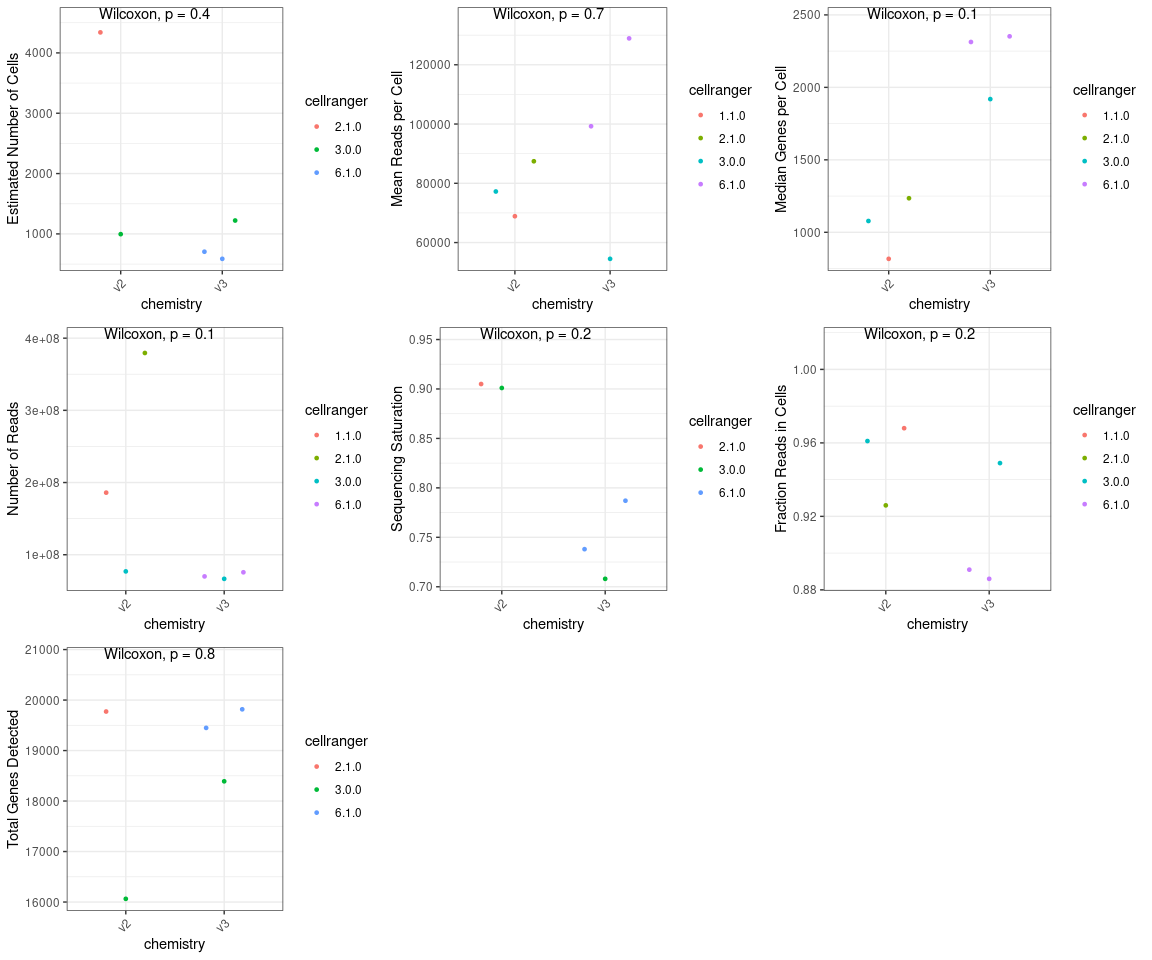 Wilcoxon, p = 0.4
Estimated Number of Cells
4000
3000
2000
1000
v2
v3
chemistry
cellranger
2.1.0
3.0.0
6.1.0
Wilcoxon, p = 0.7
Mean Reads per Cell
120000
100000
80000
60000
v2
v3
chemistry
cellranger
1.1.0
2.1.0
3.0.0
6.1.0
Wilcoxon, p = 0.1
Median Genes per Cell
2500
2000
1500
1000
v2
v3
chemistry
cellranger
1.1.0
2.1.0
3.0.0
6.1.0
Wilcoxon, p = 0.1
Number of Reads
4e+08
3e+08
2e+08
1e+08
v2
v3
chemistry
cellranger
1.1.0
2.1.0
3.0.0
6.1.0
Wilcoxon, p = 0.2
Sequencing Saturation
0.95
0.90
0.85
0.80
0.75
0.70
v2
v3
chemistry
cellranger
2.1.0
3.0.0
6.1.0
Wilcoxon, p = 0.2
Fraction Reads in Cells
1.00
0.96
0.92
0.88
v2
v3
chemistry
cellranger
1.1.0
2.1.0
3.0.0
6.1.0
Wilcoxon, p = 0.8
Total Genes Detected
21000
20000
19000
18000
17000
16000
v2
v3
chemistry
cellranger
2.1.0
3.0.0
6.1.0